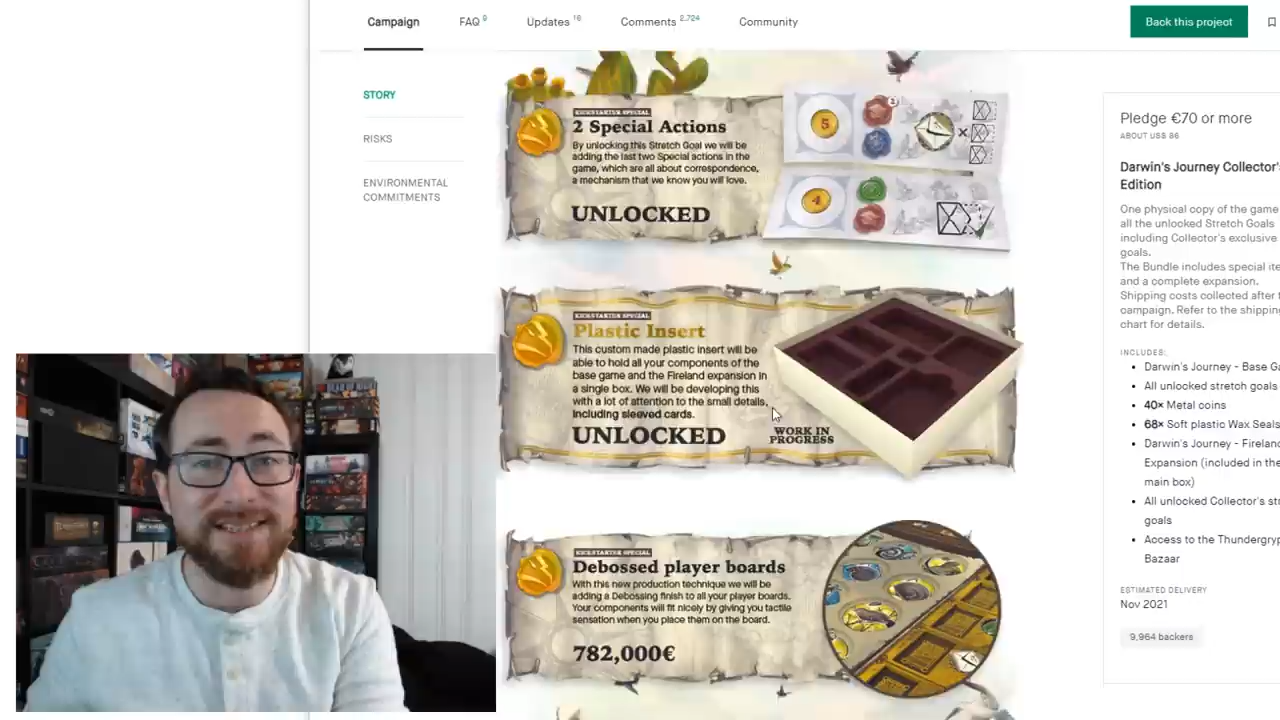 Campaign
FAQ 9
Updates 16
Comments 2,724
Community
Back this project
STORY
RISKS
ENVIRONMENTAL
COMMITMENTS
KICKSTARTER SPECIAL
2 Special Actions
By unlocking this Stretch Goal we will be
adding the last two Special actions in the
game, which are all about correspondence,
a mechanism that we know you will love.
UNLOCKED
5
2
4
KICKSTARTER SPECIAL
Plastic Insert
This custom made plastic insert will be
able to hold all your components of the
base game and the Fireland expansion in
a single box. We will be developing this
with a lot of attention to the small details,
including sleeved cards.
UNLOCKED
WORK IN
PROGRESS
KICKSTARTER SPECIAL
Debossed player boards
With this new production technique we will be
adding a Debossing finish to all your player boards.
Your components will fit nicely by giving you tactile
sensation when you place them on the board.
782,000€
Pledge €70 or more
ABOUT US$ 86
Darwin's Journey Collector's
Edition
One physical copy of the game
all the unlocked Stretch Goals
including Collector's exclusive
goals.
The Bundle includes special ite
and a complete expansion.
Shipping costs collected after t
campaign. Refer to the shipping
chart for details.
INCLUDES:
Darwin's Journey - Base Ga
All unlocked stretch goals
40× Metal coins
68× Soft plastic Wax Seals
Darwin's Journey - Fireland
Expansion (included in the
main box)
All unlocked Collector's str
goals
Access to the Thundergryp
Bazaar
ESTIMATED DELIVERY
Nov 2021
9,964 backers